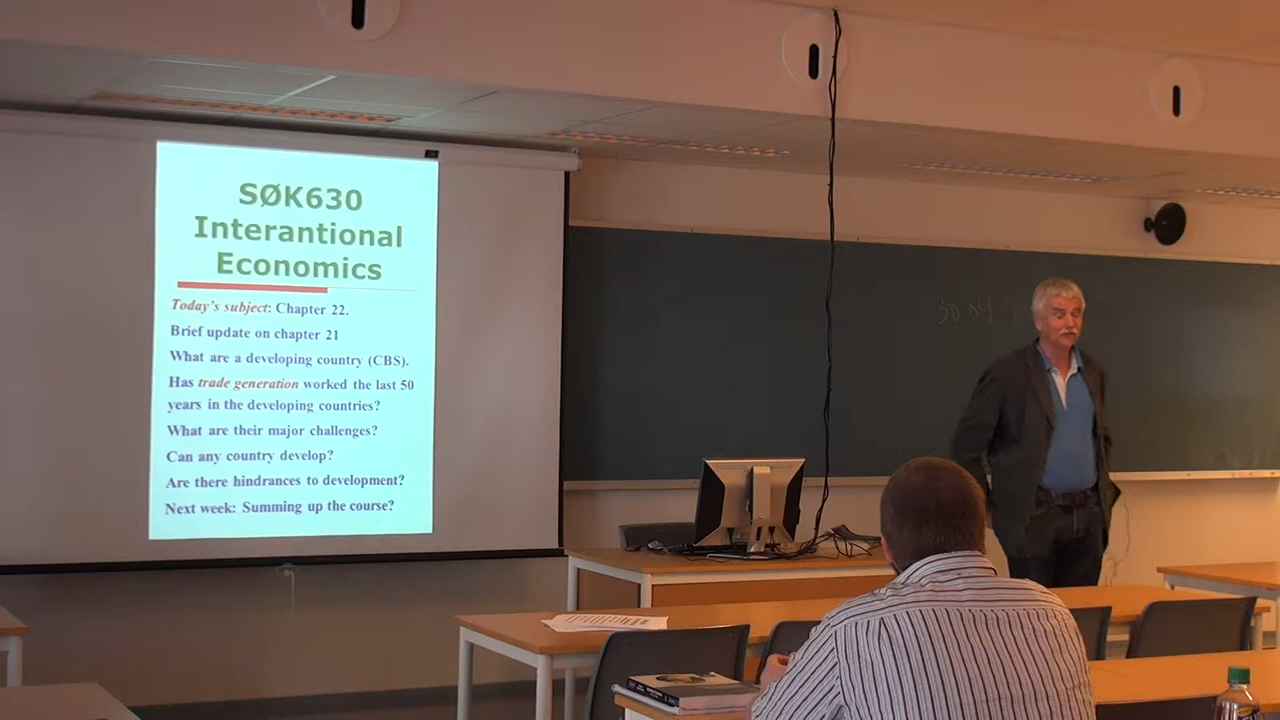 SØK630
Interantional
Economics
Today's subject: Chapter 22.
Brief update on chapter 21
What are a developing country (CBS).
Has trade generation worked the last 50
years in the developing countries?
What are their major challenges?
Can any country develop?
Are there hindrances to development?
Next week: Summing up the course?